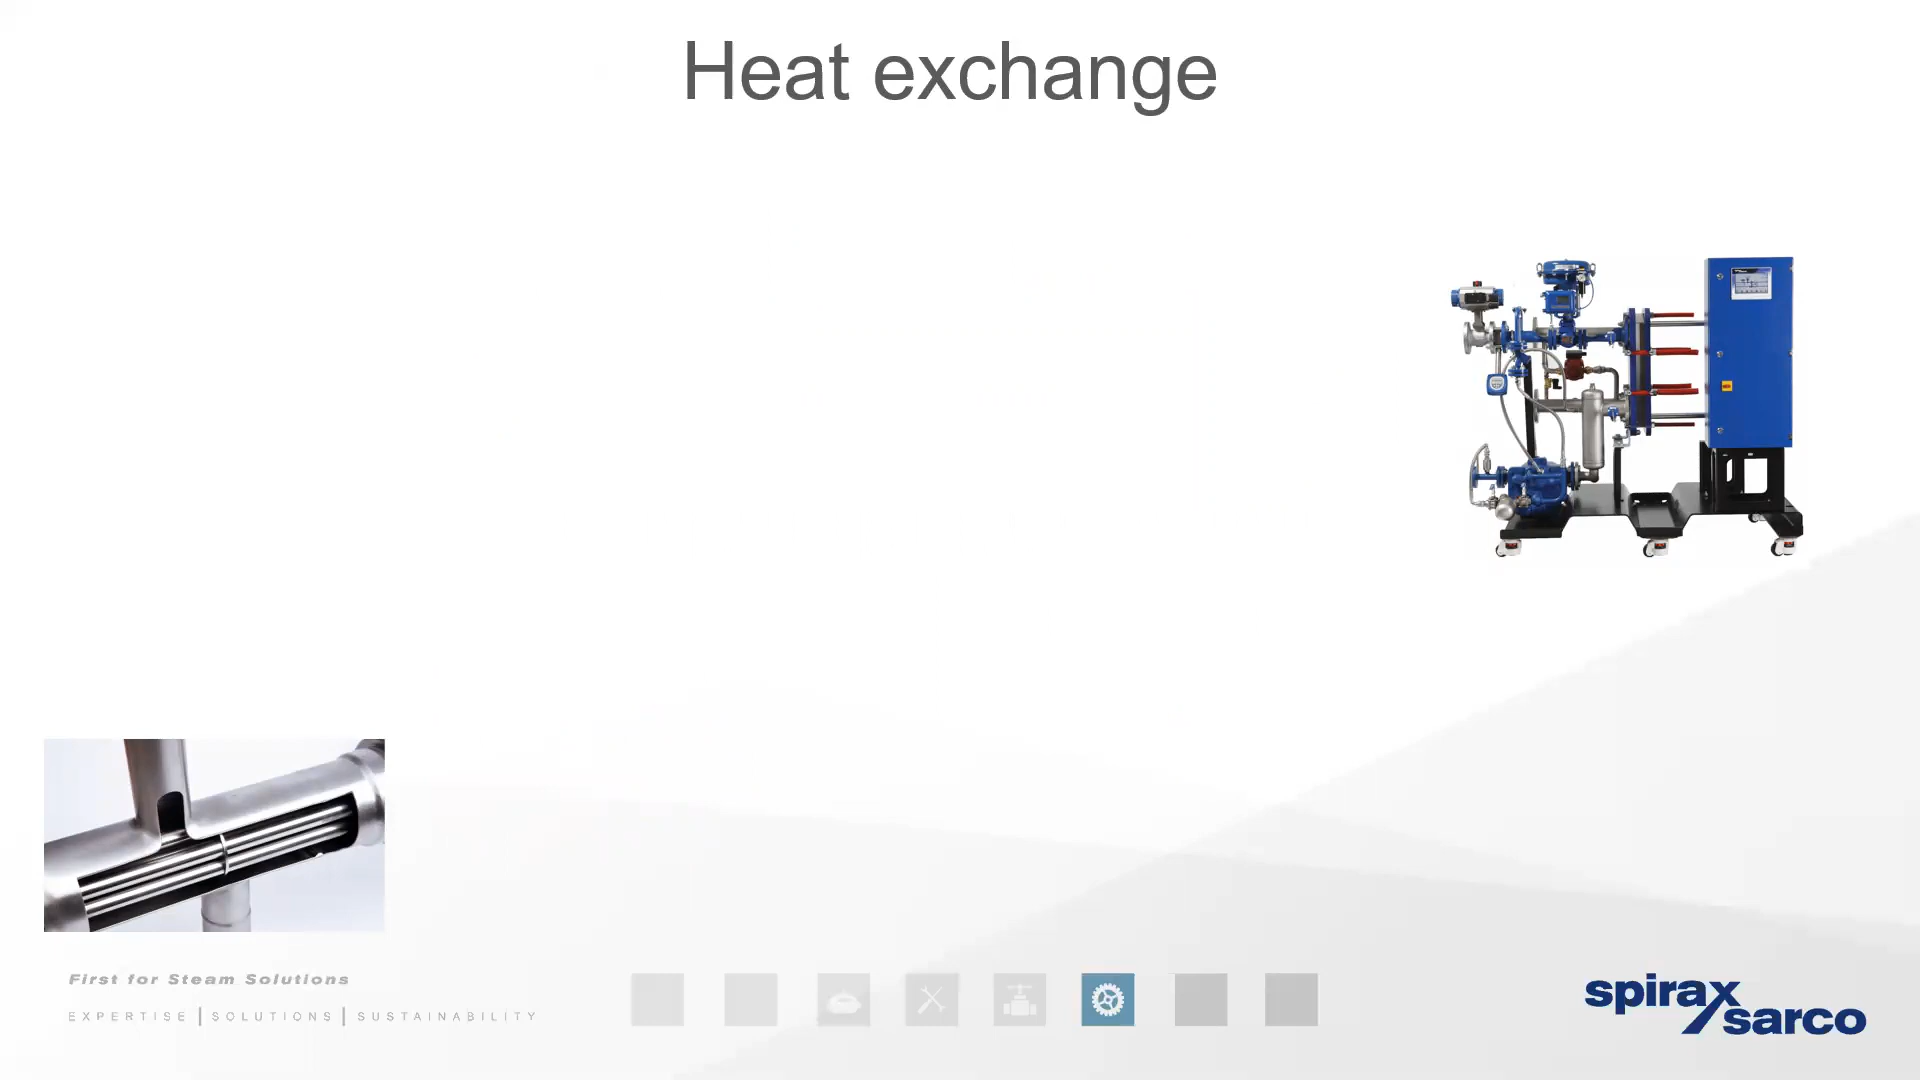 Heat exchange
First for Steam Solutions
EXPERTISE | SOLUTIONS | SUSTAINABILITY
spirax
sarco